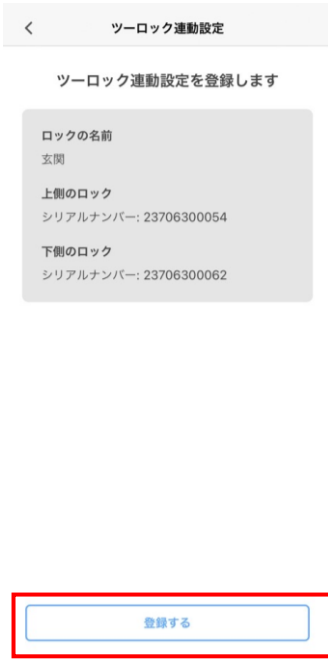 ツーロック連動設定
ツーロック連動設定を登録します
ロックの名前
玄関
上側のロック
シリアルナンバー: 23706300054
下側のロック
シリアルナンバー: 23706300062
登録する